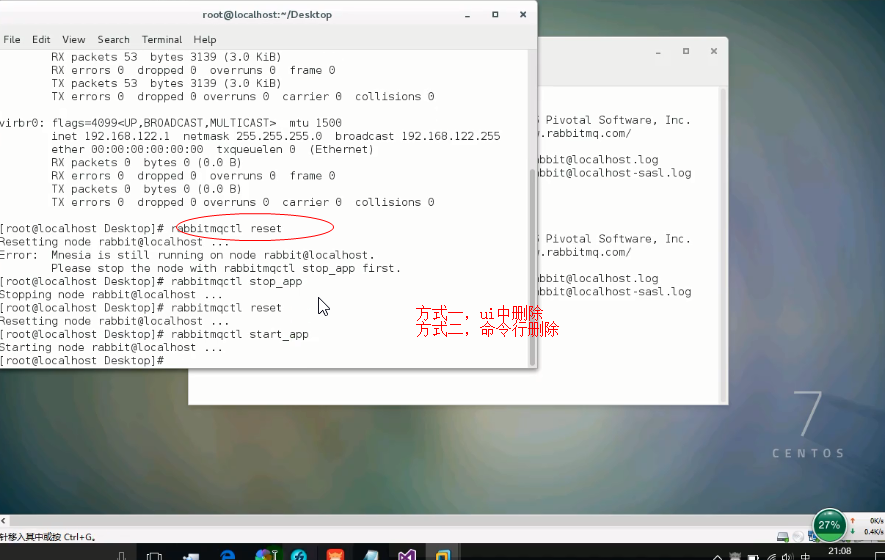 root@localhost:~/Desktop
File Edit View Search Terminal Help
RX packets 53 bytes 3139 (3.0 KiB)
RX errors 0 dropped 0 overruns 0 frame 0
TX packets 53 bytes 3139 (3.0 KiB)
TX errors 0 dropped 0 overruns 0 carrier 0 collisions 0
virbr0: flags=4099<UP,BROADCAST,MULTICAST> mtu 1500
inet 192.168.122.1 netmask 255.255.255.0 broadcast 192.168.122.255
ether 00:00:00:00:00:00 txqueuelen 0 (Ethernet)
RX packets 0 bytes 0 (0.0 B)
RX errors 0 dropped 0 overruns 0 frame 0
TX packets 0 bytes 0 (0.0 B)
TX errors 0 dropped 0 overruns 0 carrier 0 collisions 0
[root@localhost Desktop]# rabbitmqctl reset
Resetting node rabbit@localhost ...
Error: Mnesia is still running on node rabbit@localhost.
Please stop the node with rabbitmqctl stop_app first.
[root@localhost Desktop]# rabbitmqctl stop_app
Stopping node rabbit@localhost ...
[root@localhost Desktop]# rabbitmqctl reset
Resetting node rabbit@localhost ...
[root@localhost Desktop]# rabbitmqctl start_app
Starting node rabbit@localhost ...
[root@localhost Desktop]#
Pivotal Software, Inc.
w.rabbitmq.com/
abbit@localhost.log
abbit@localhost-sasl.log
Pivotal Software, Inc.
w.rabbitmq.com/
abbit@localhost.log
abbit@localhost-sasl.log
方式一，ui中删除
方式二，命令行删除
7
CENTOS
针移入其中或按 Ctrl+G。
27%
0K/s
0.4K/s
中
21:08